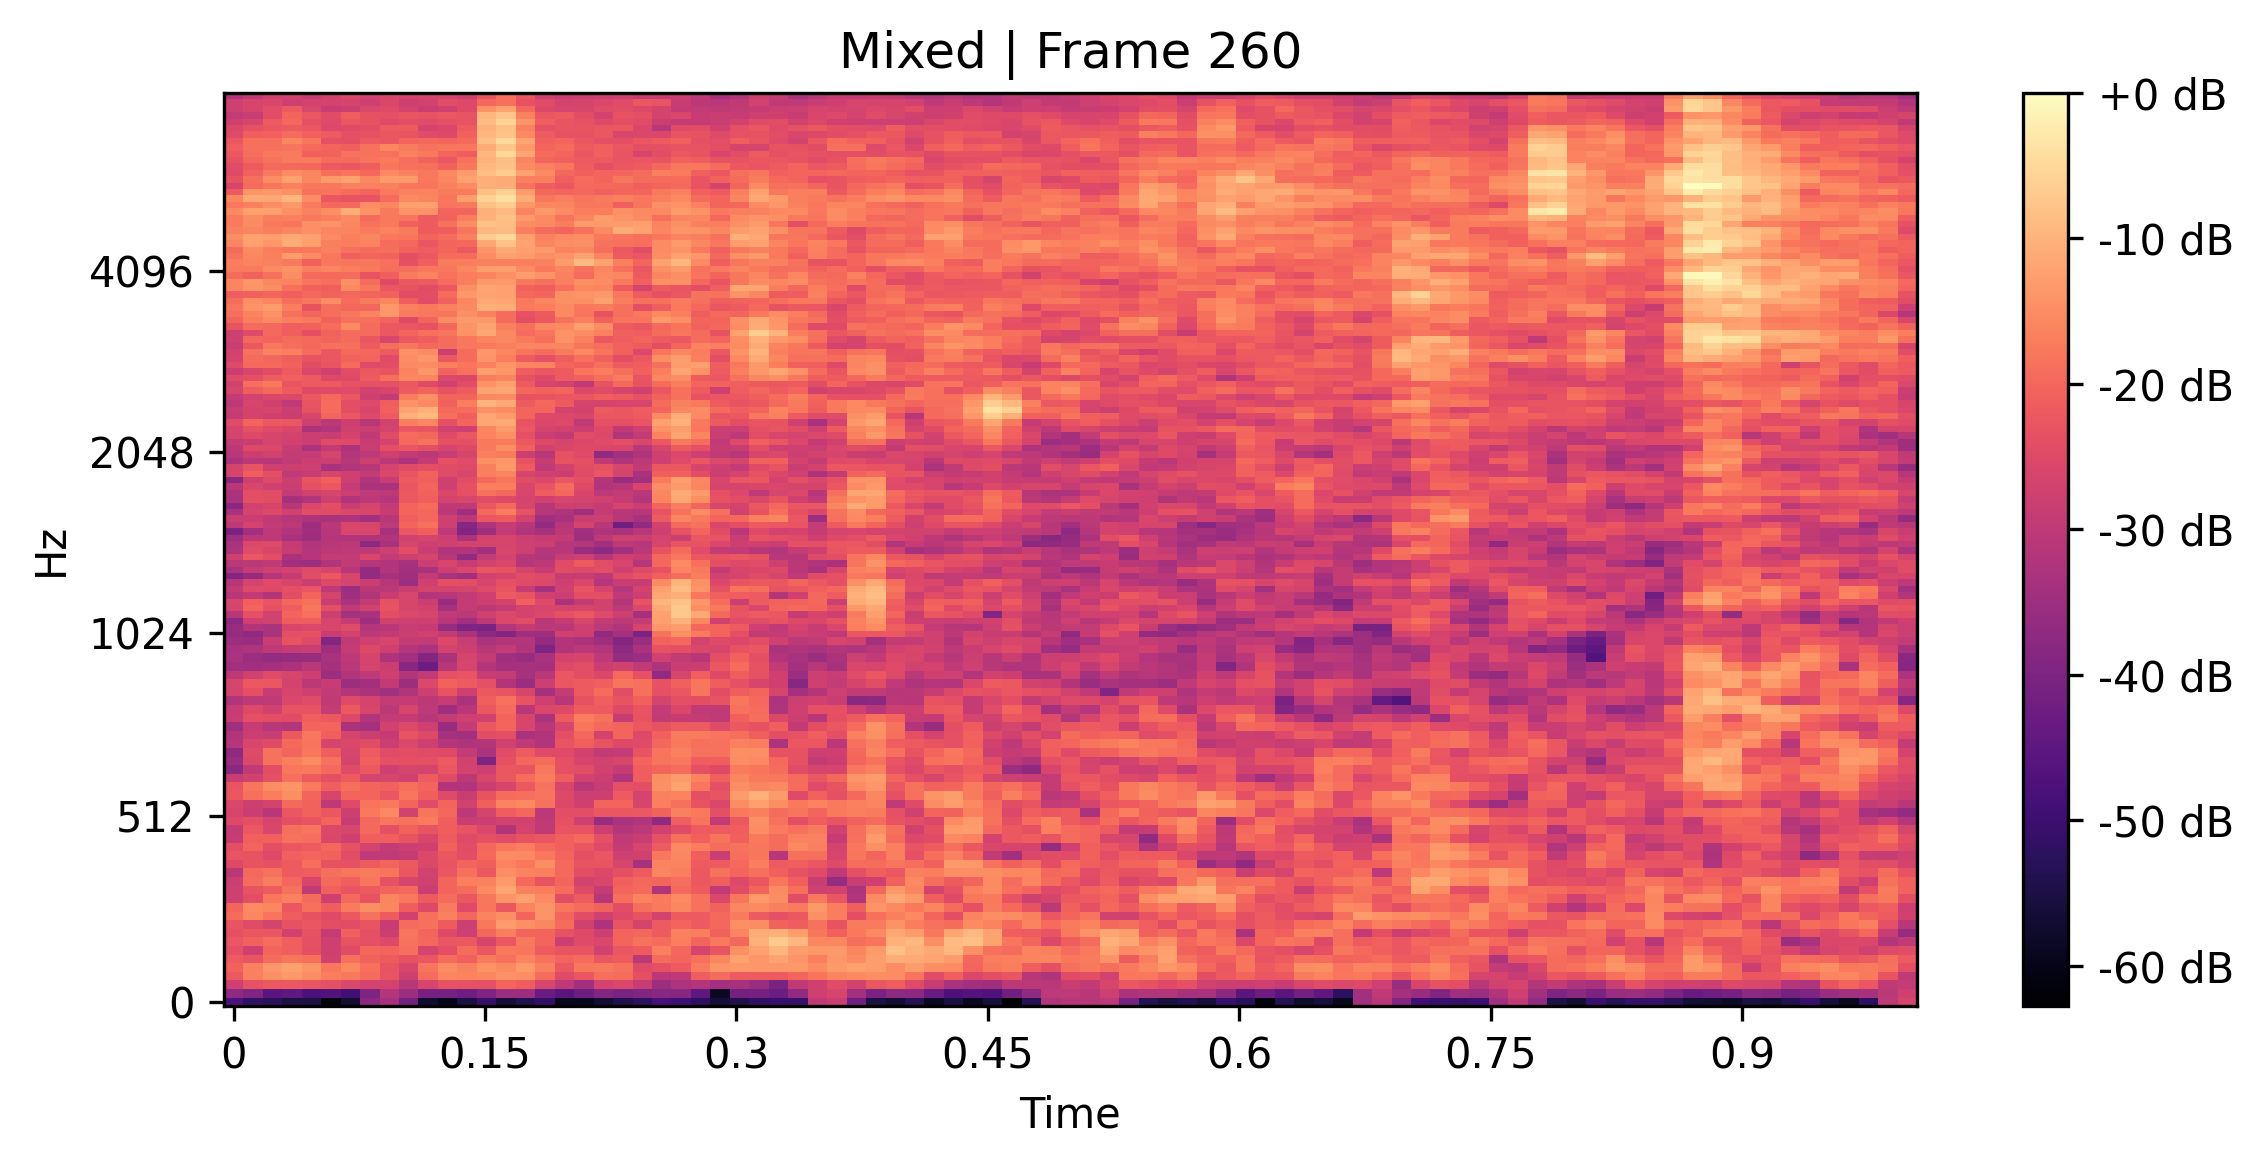 Mixed | Frame 260
Hz
4096
2048
1024
512
0
0 0.15 0.3 0.45 0.6 0.75 0.9
Time
+0 dB
-10 dB
-20 dB
-30 dB
-40 dB
-50 dB
-60 dB